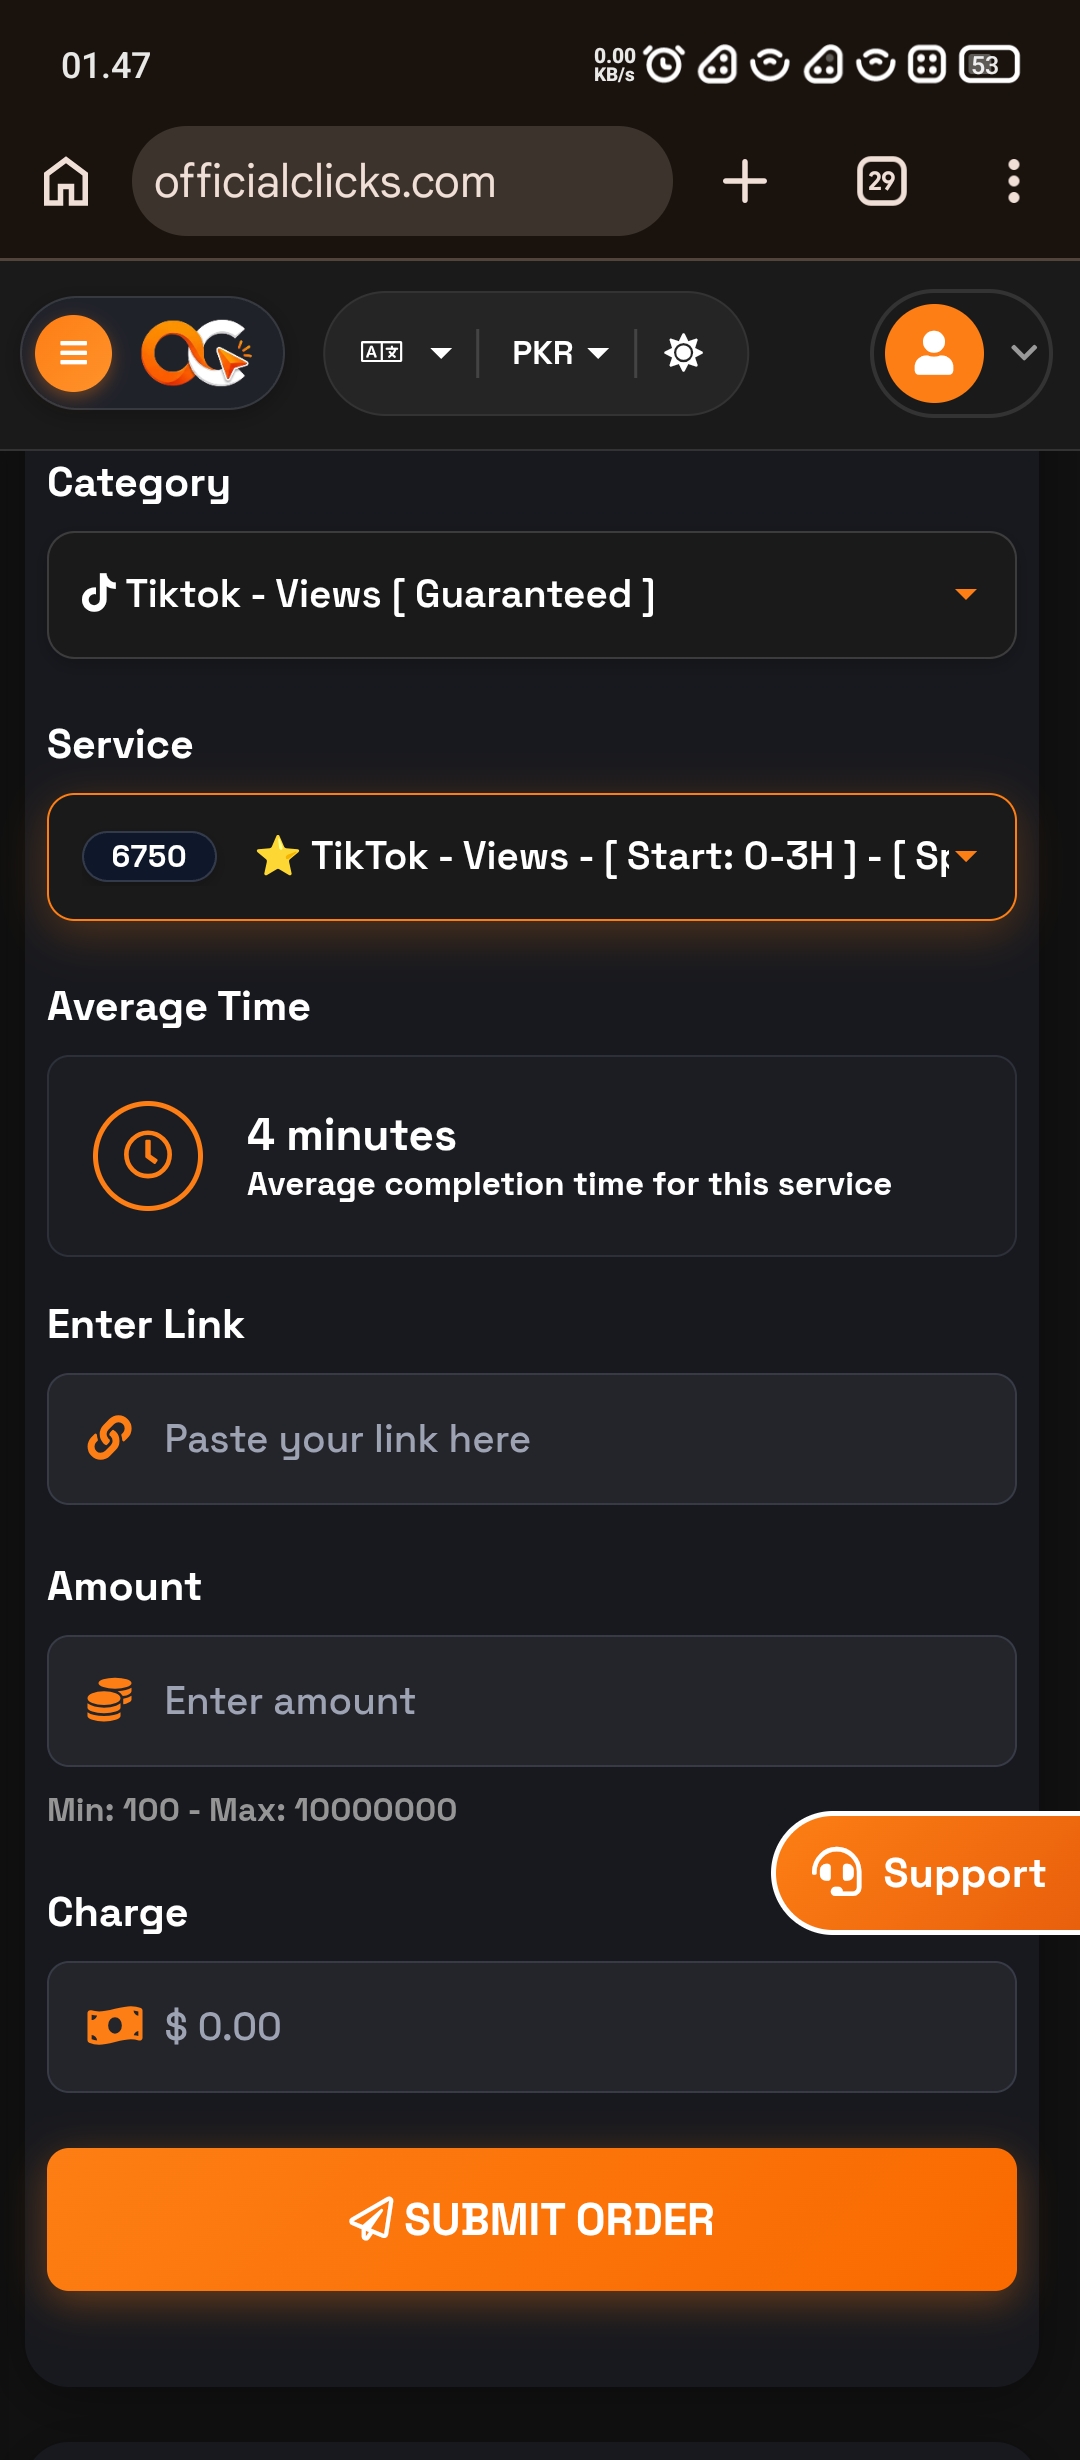 01.47
0.00
KB/s
53
officialclicks.com
29
PKR
Category
Tiktok - Views [ Guaranteed ]
Service
6750 ⭐ TikTok - Views - [ Start: 0-3H ] - [ Sp
Average Time
4 minutes
Average completion time for this service
Enter Link
Paste your link here
Amount
Enter amount
Min: 100 - Max: 10000000
Support
Charge
$ 0.00
SUBMIT ORDER